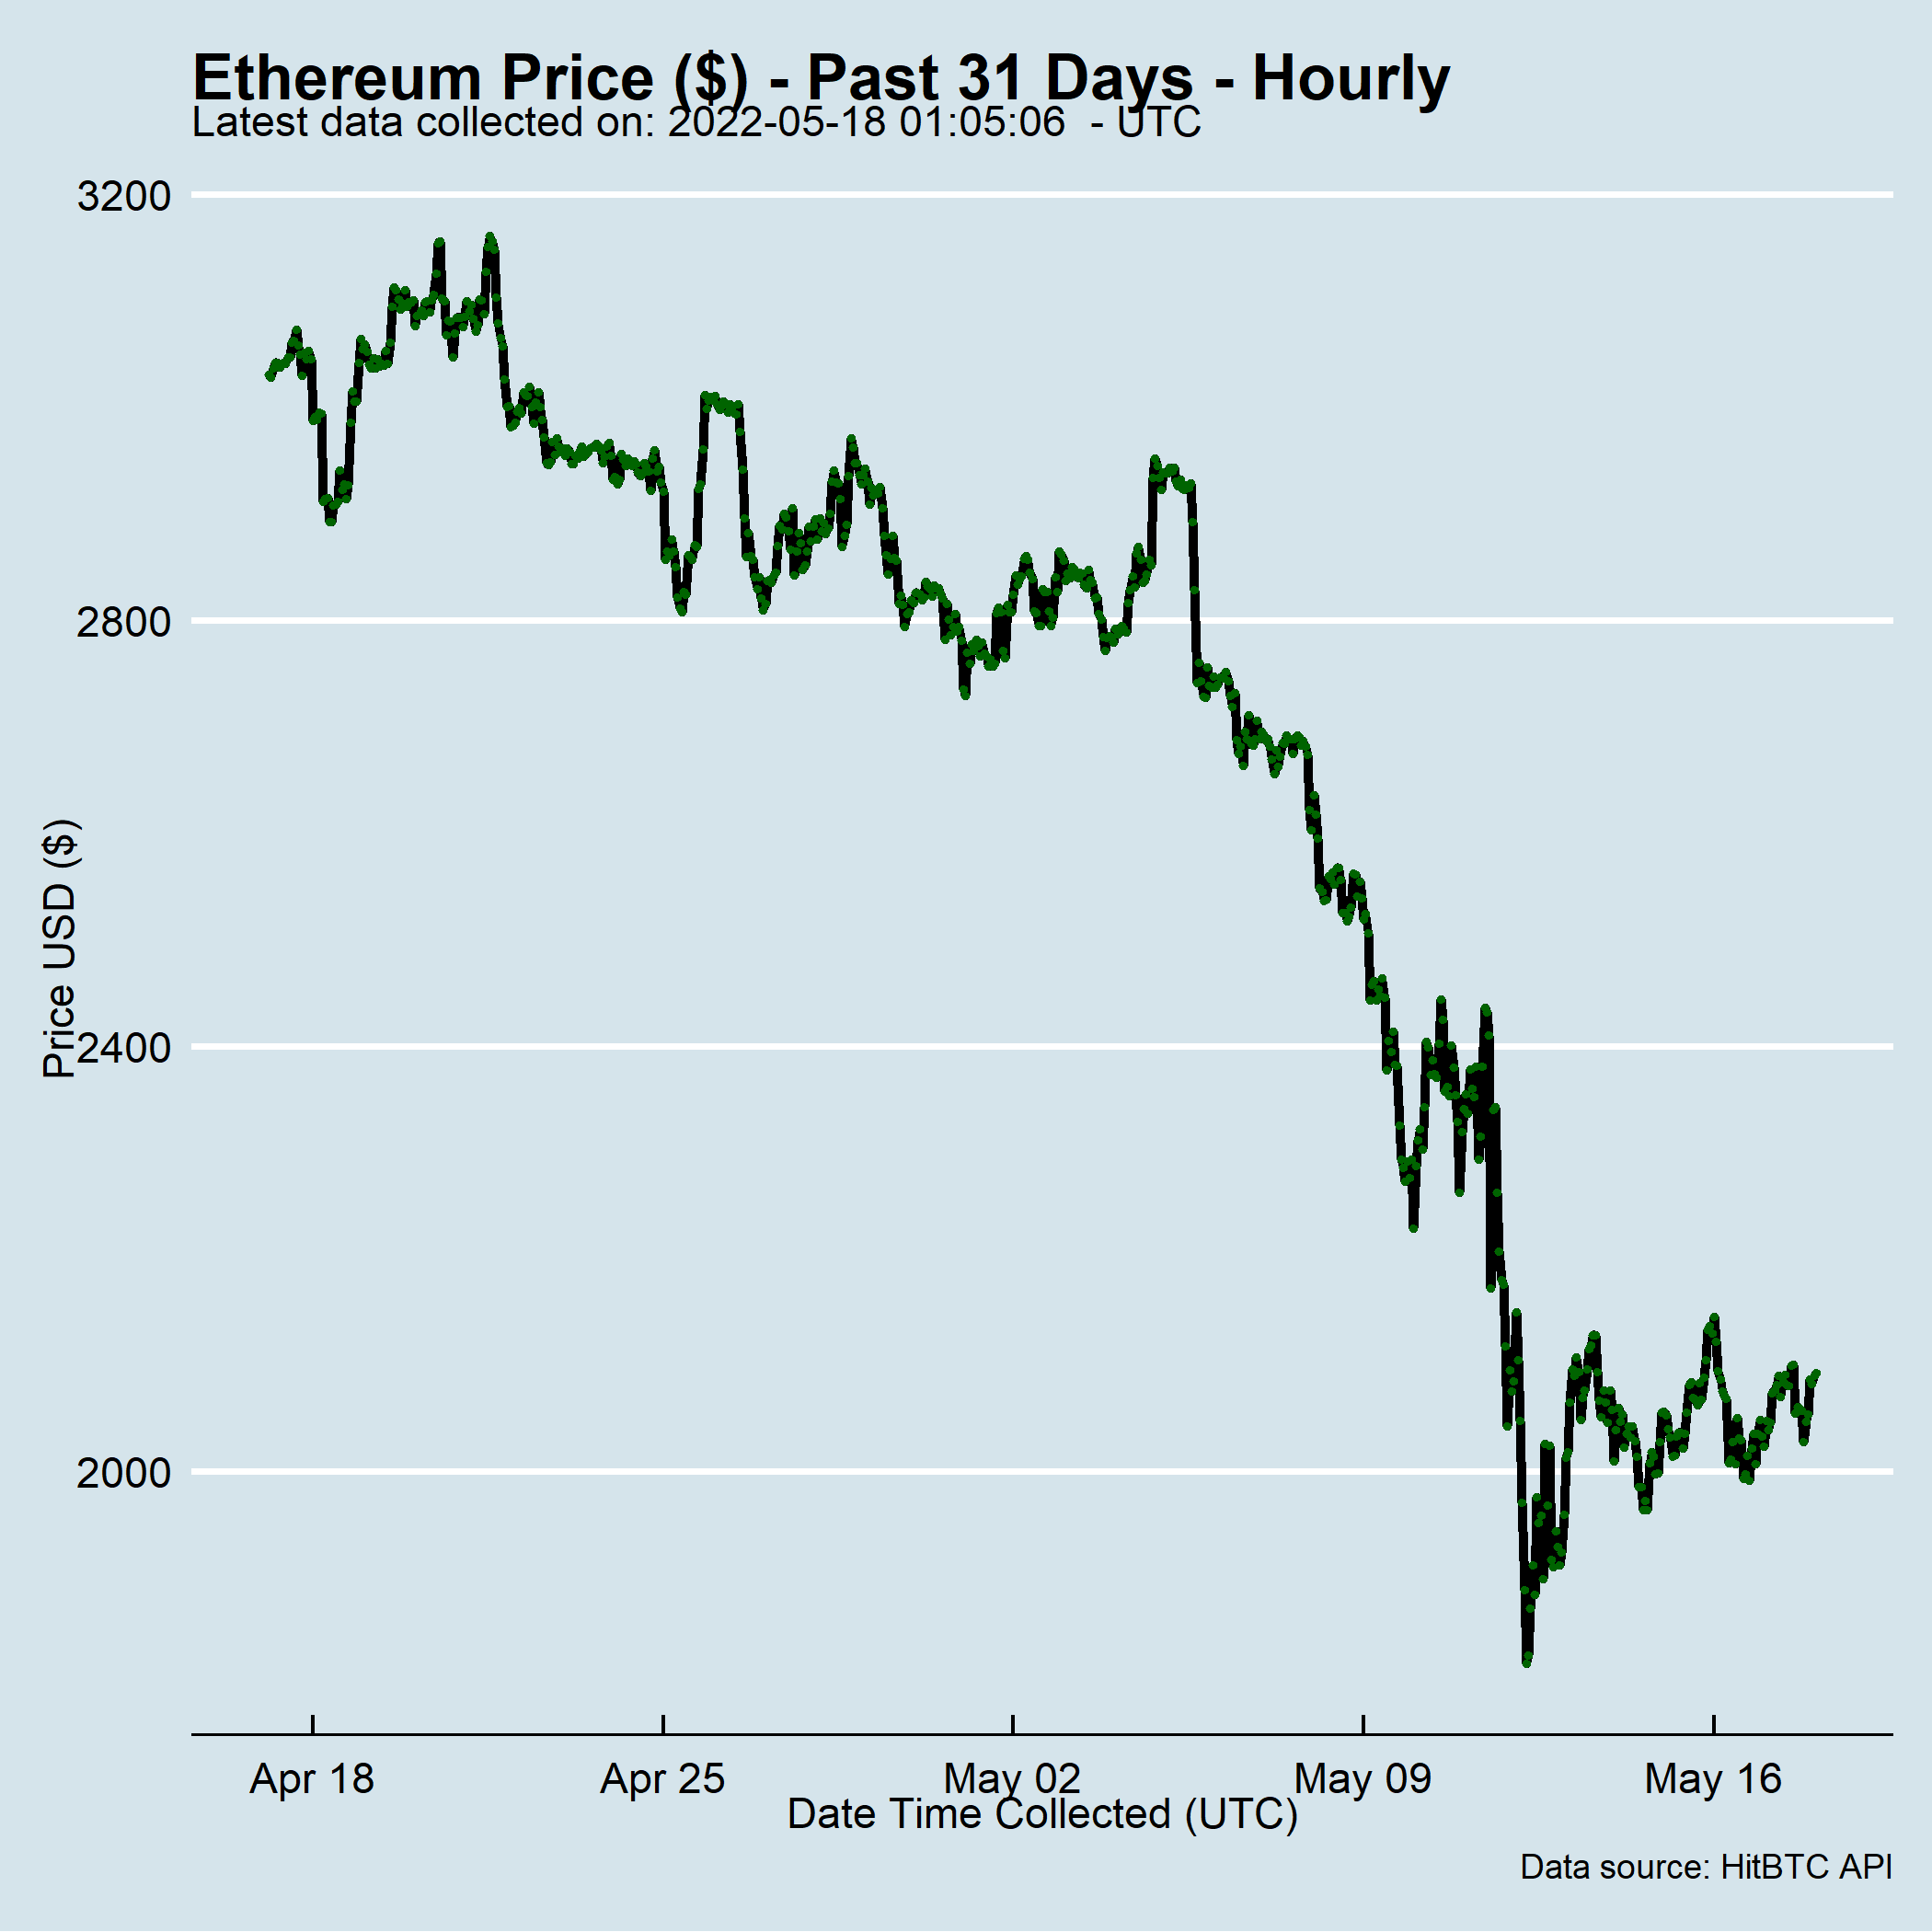 Ethereum Price ($) - Past 31 Days - Hourly
Latest data collected on: 2022-05-18 01:05:06  - UTC
3200
2800
2400
2000
Price USD ($)
Apr 18
Apr 25
May 02
May 09
May 16
Date Time Collected (UTC)
Data source: HitBTC API